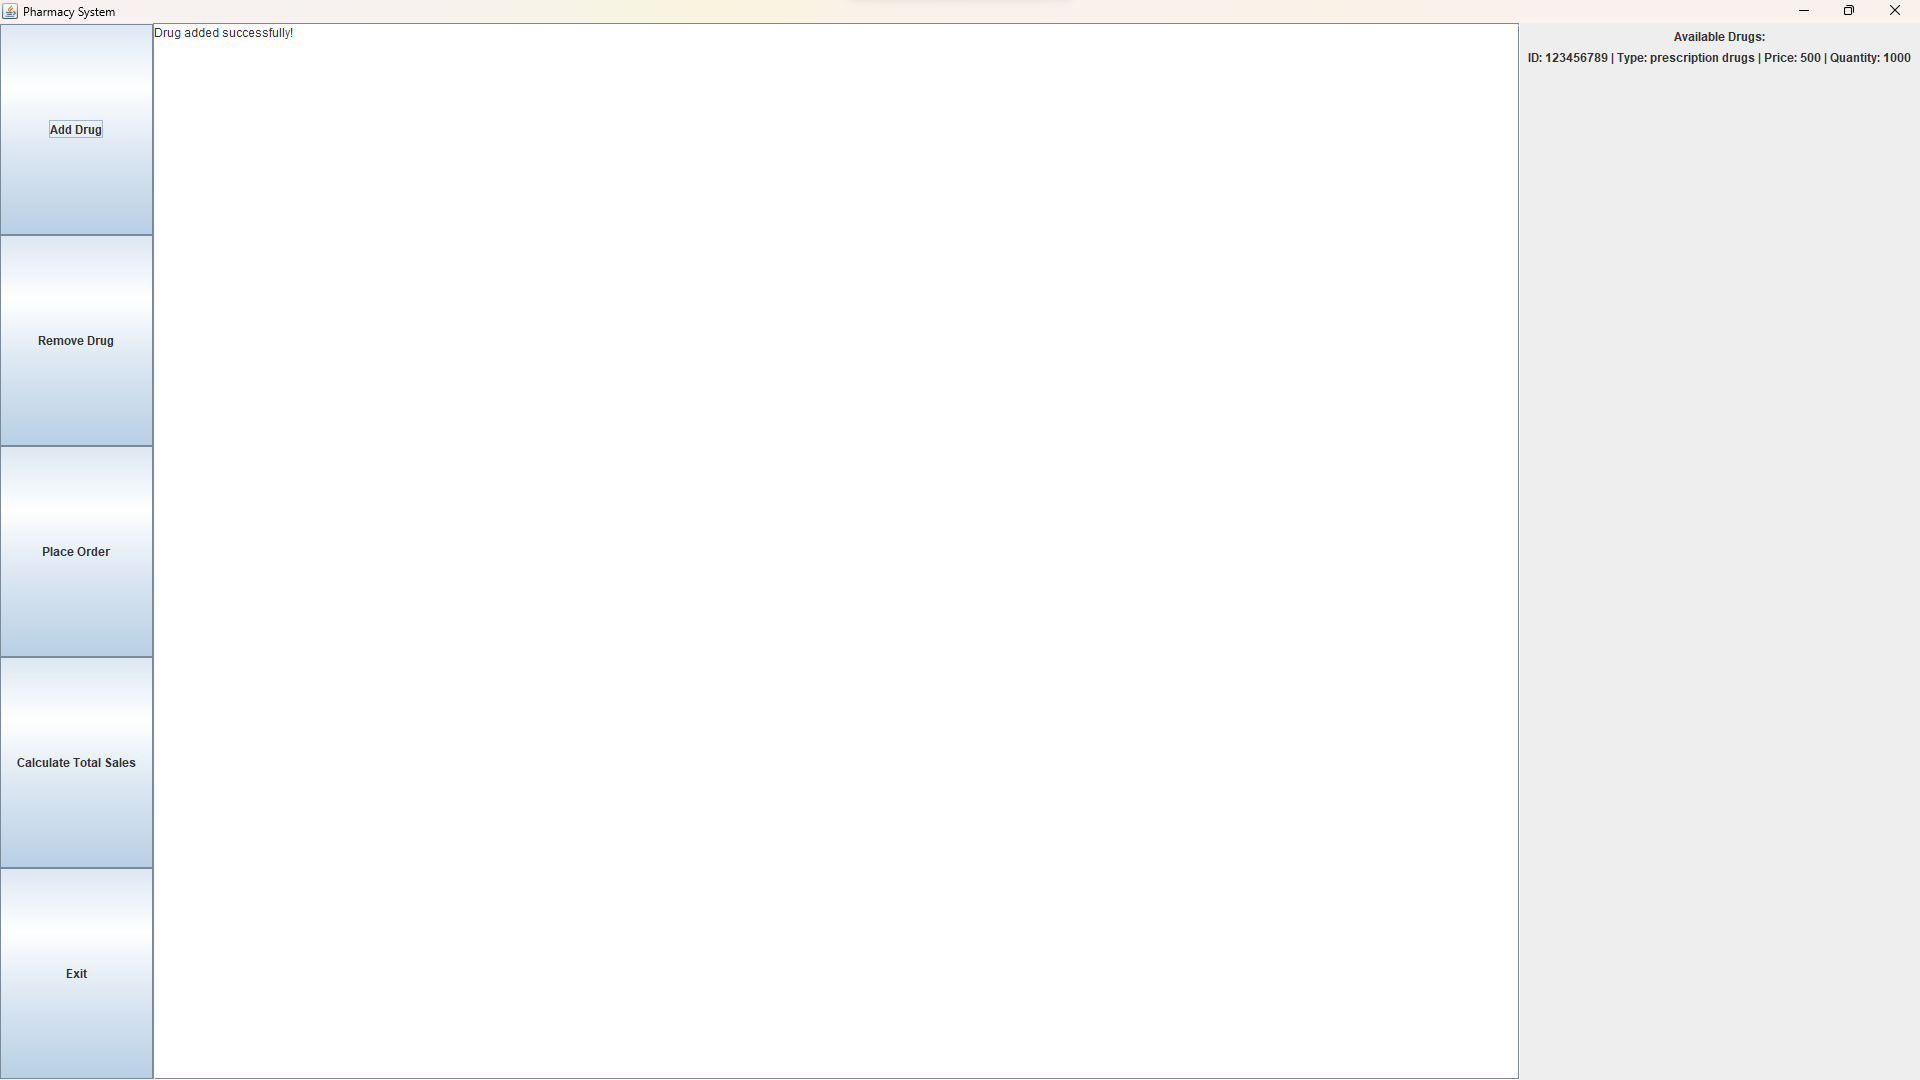 Pharmacy System
Add Drug
Remove Drug
Place Order
Calculate Total Sales
Exit
Drug added successfully!
Available Drugs:
ID: 123456789 | Type: prescription drugs | Price: 500 | Quantity: 1000